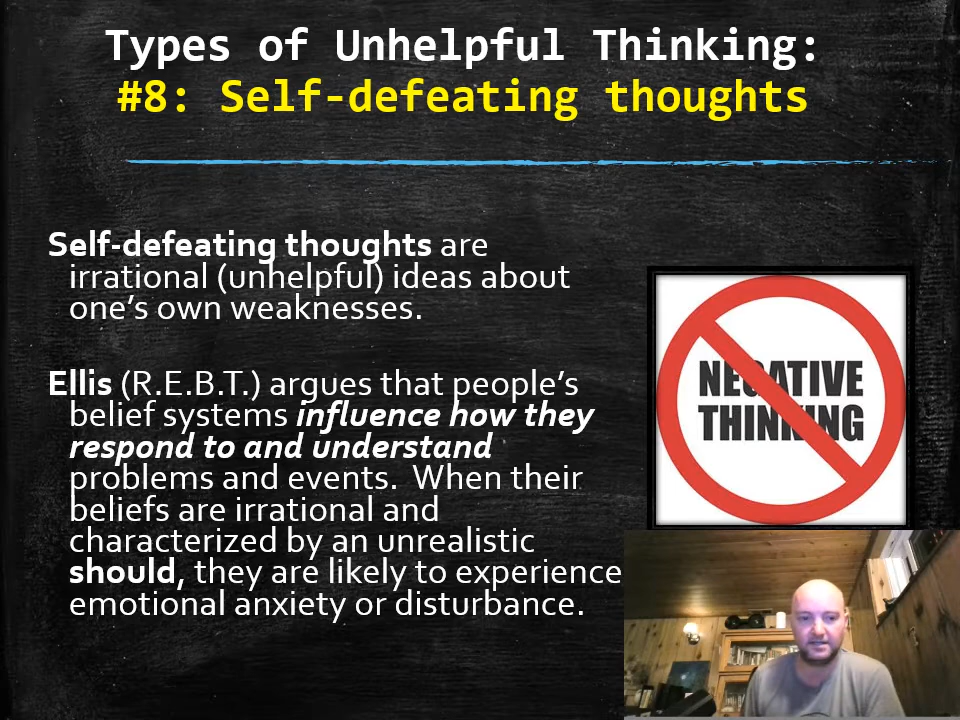 Types of Unhelpful Thinking:
#8: Self-defeating thoughts
Self-defeating thoughts are
irrational (unhelpful) ideas about
one's own weaknesses.
Ellis (R.E.B.T.) argues that people's
belief systems influence how they
respond to and understand
problems and events.  When their
beliefs are irrational and
characterized by an unrealistic
should, they are likely to experience
emotional anxiety or disturbance.
NEGATIVE
THINKING